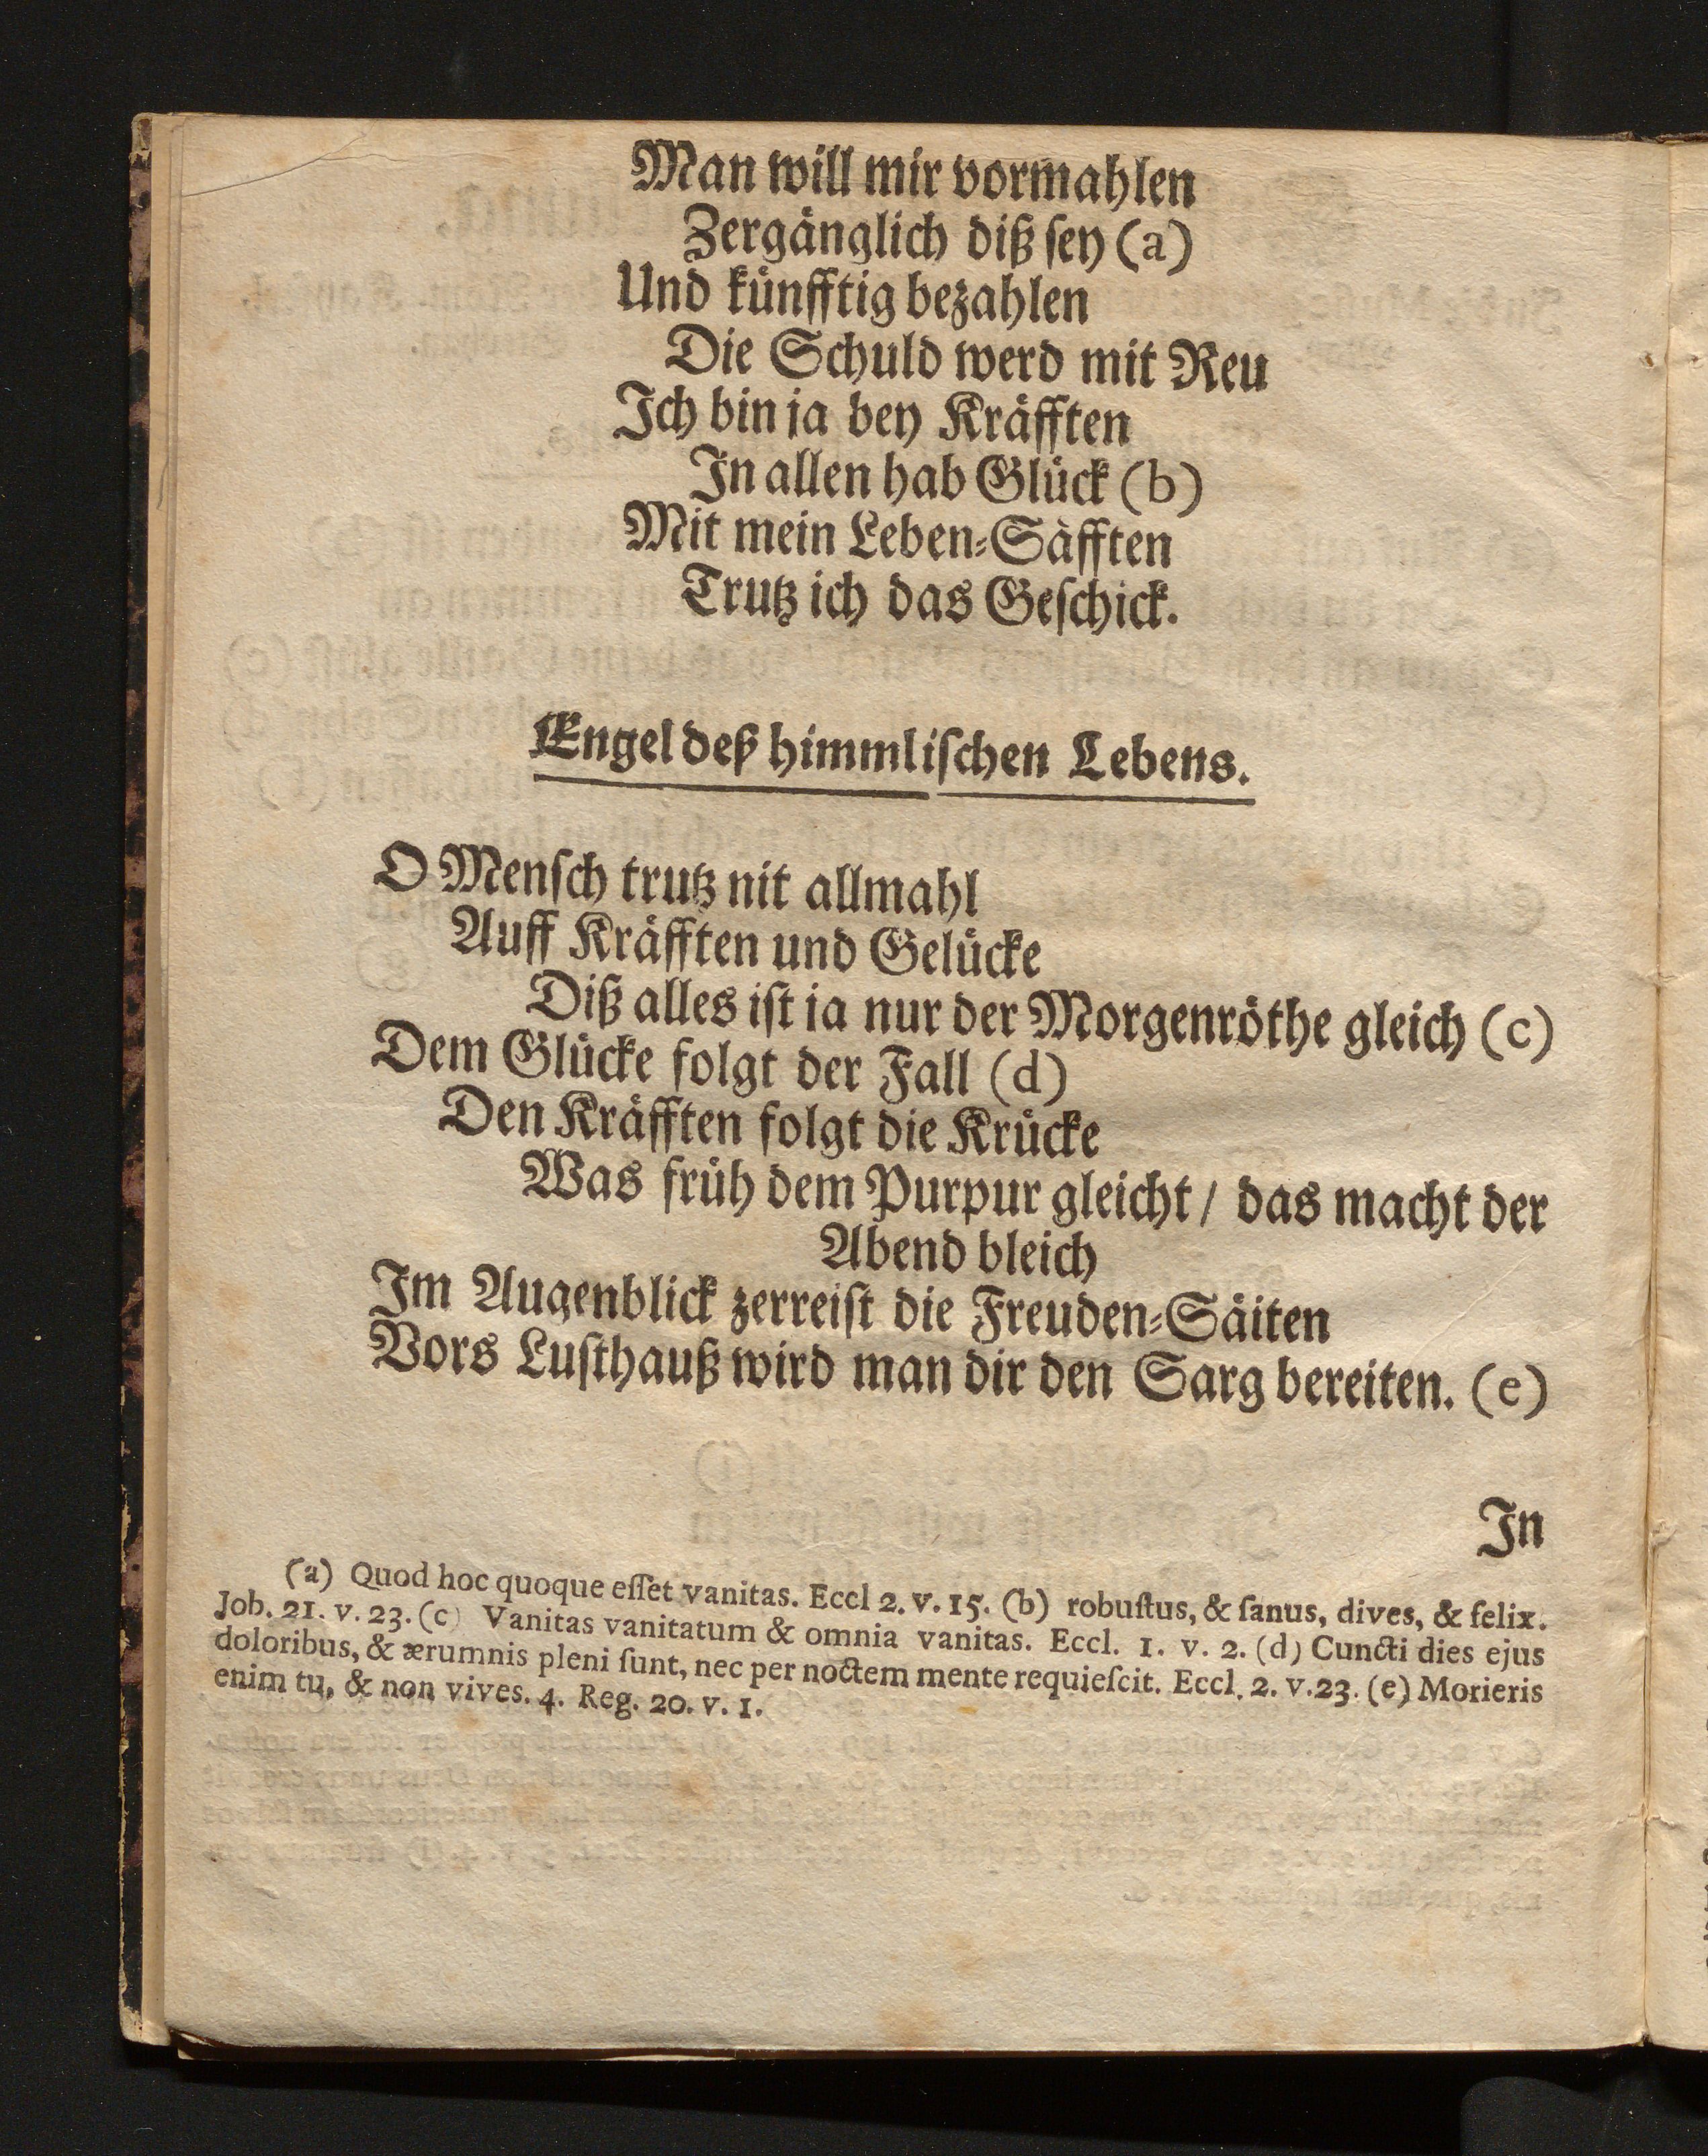 Man will mir vormahlen
Zergänglich diß ſey (a)
Und künfftig bezahlen
Die Schuld werd mit Reu
Ich bin ja bey Kräfften
In allen hab Glück (b)
Mit mein Leben-Säfften
Trutz ich das Geſchick.
Engel deß himmliſchen Lebens.
O Menſch trutz nit allmahl
Auff Kräfften und Gelücke
Diß alles iſt ja nur der Morgenröthe gleich (c)
Dem Glücke folgt der Fall (d)
Den Kräfften folgt die Krücke
Was früh dem Purpur gleicht / das macht der
Abend bleich
Im Augenblick zerreiſt die Freuden-Säiten
Vors Luſthauß wird man dir den Sarg bereiten. (e)
In
(a) Quod hoc quoque eſſet vanitas. Eccl 2. v. 15. (b) robuſtus, & ſanus, dives, & felix.
Job. 21. v. 23. (c) Vanitas vanitatum & omnia vanitas. Eccl. 1. v. 2. (d) Cuncti dies ejus
doloribus, & ærumnis pleni ſunt, nec per noctem mente requieſcit. Eccl. 2. v. 23. (e) Morieris
enim tu, & non vives. 4. Reg. 20. v. 1.